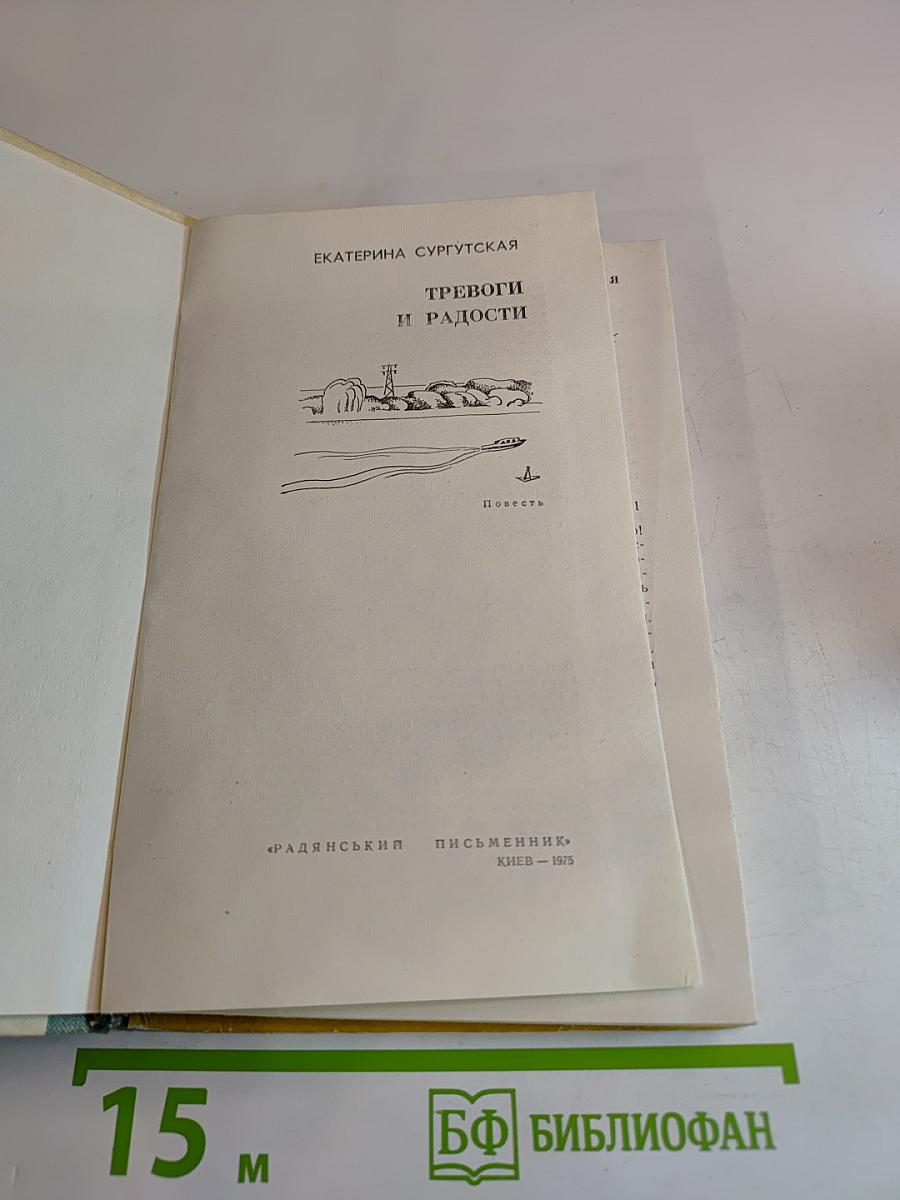 ЕКАТЕРИНА СУРГУТСКАЯ
ТРЕВОГИ
И РАДОСТИ
Повесть
«РАДЯНСЬКИЙ ПИСЬМЕННИК»
КИЕВ — 1975
15 м
БФ БИБЛИОФАН